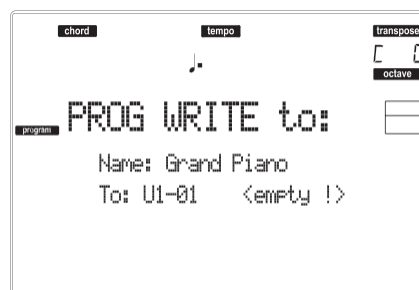 chord tempo transpose
C
octave
program PROG WRITE to:
Name: Grand Piano
To: U1-01 <empty !>